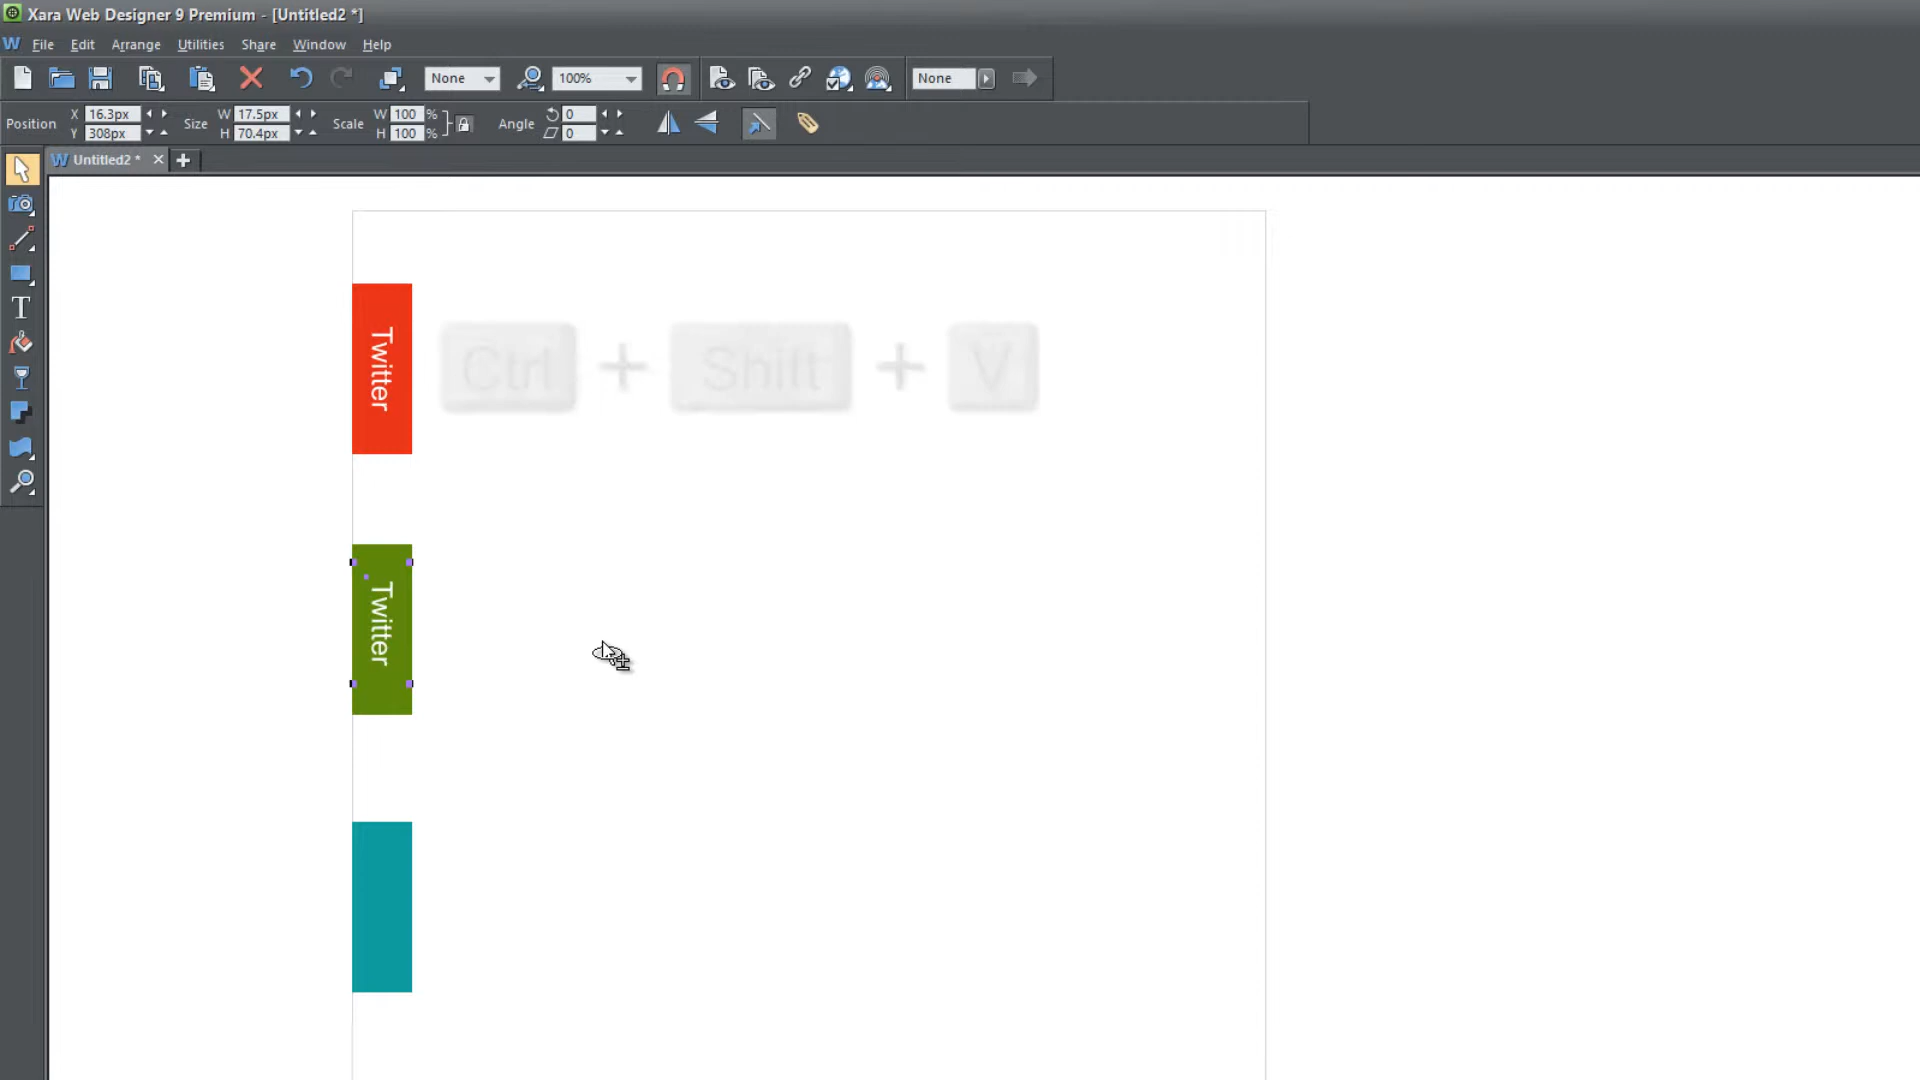 Xara Web Designer 9 Premium - [Untitled2 *]
W File Edit Arrange Utilities Share Window Help
None 100% None
Position X 16.3px Y 308px Size W 17.5px H 70.4px Scale W 100 % H 100 % Angle 0 0
W Untitled2 *
T
Twitter
Ctrl + Shift + V
Twitter